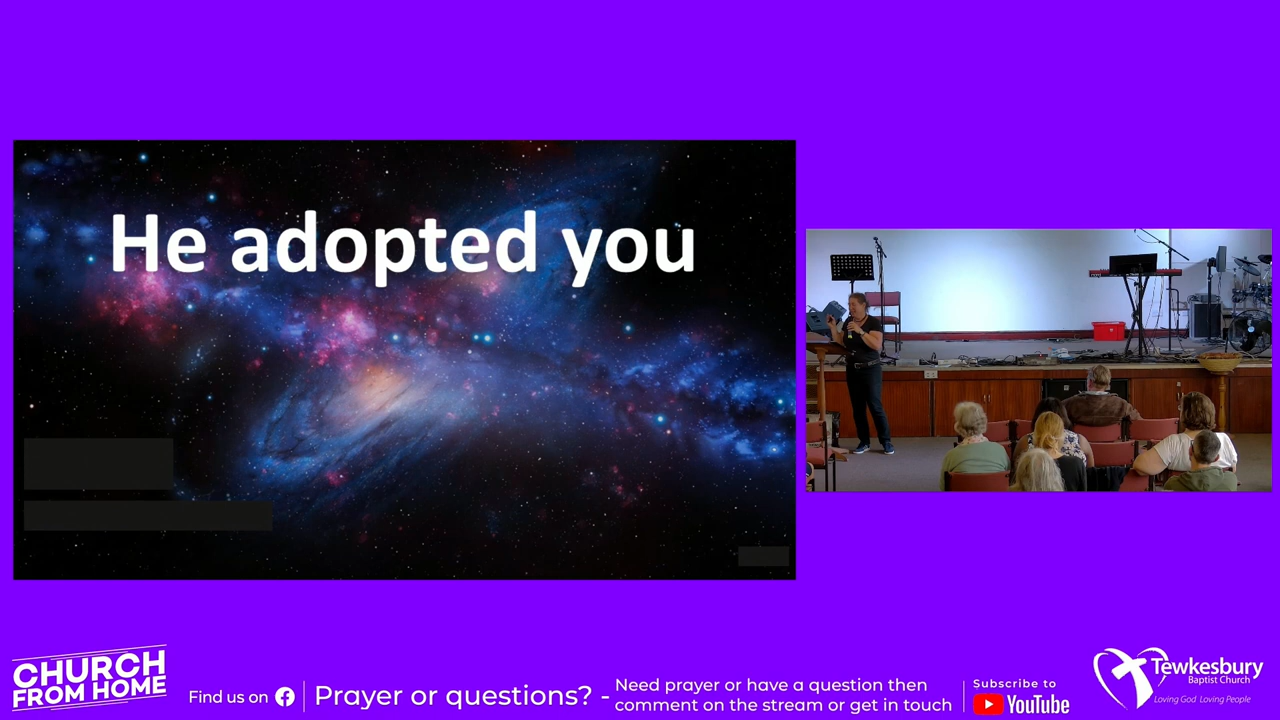 He adopted you
CHURCH
FROM HOME
Find us on
Prayer or questions? -
Need prayer or have a question then
comment on the stream or get in touch
Subscribe to
YouTube
Tewkesbury
Baptist Church
Loving God Loving People